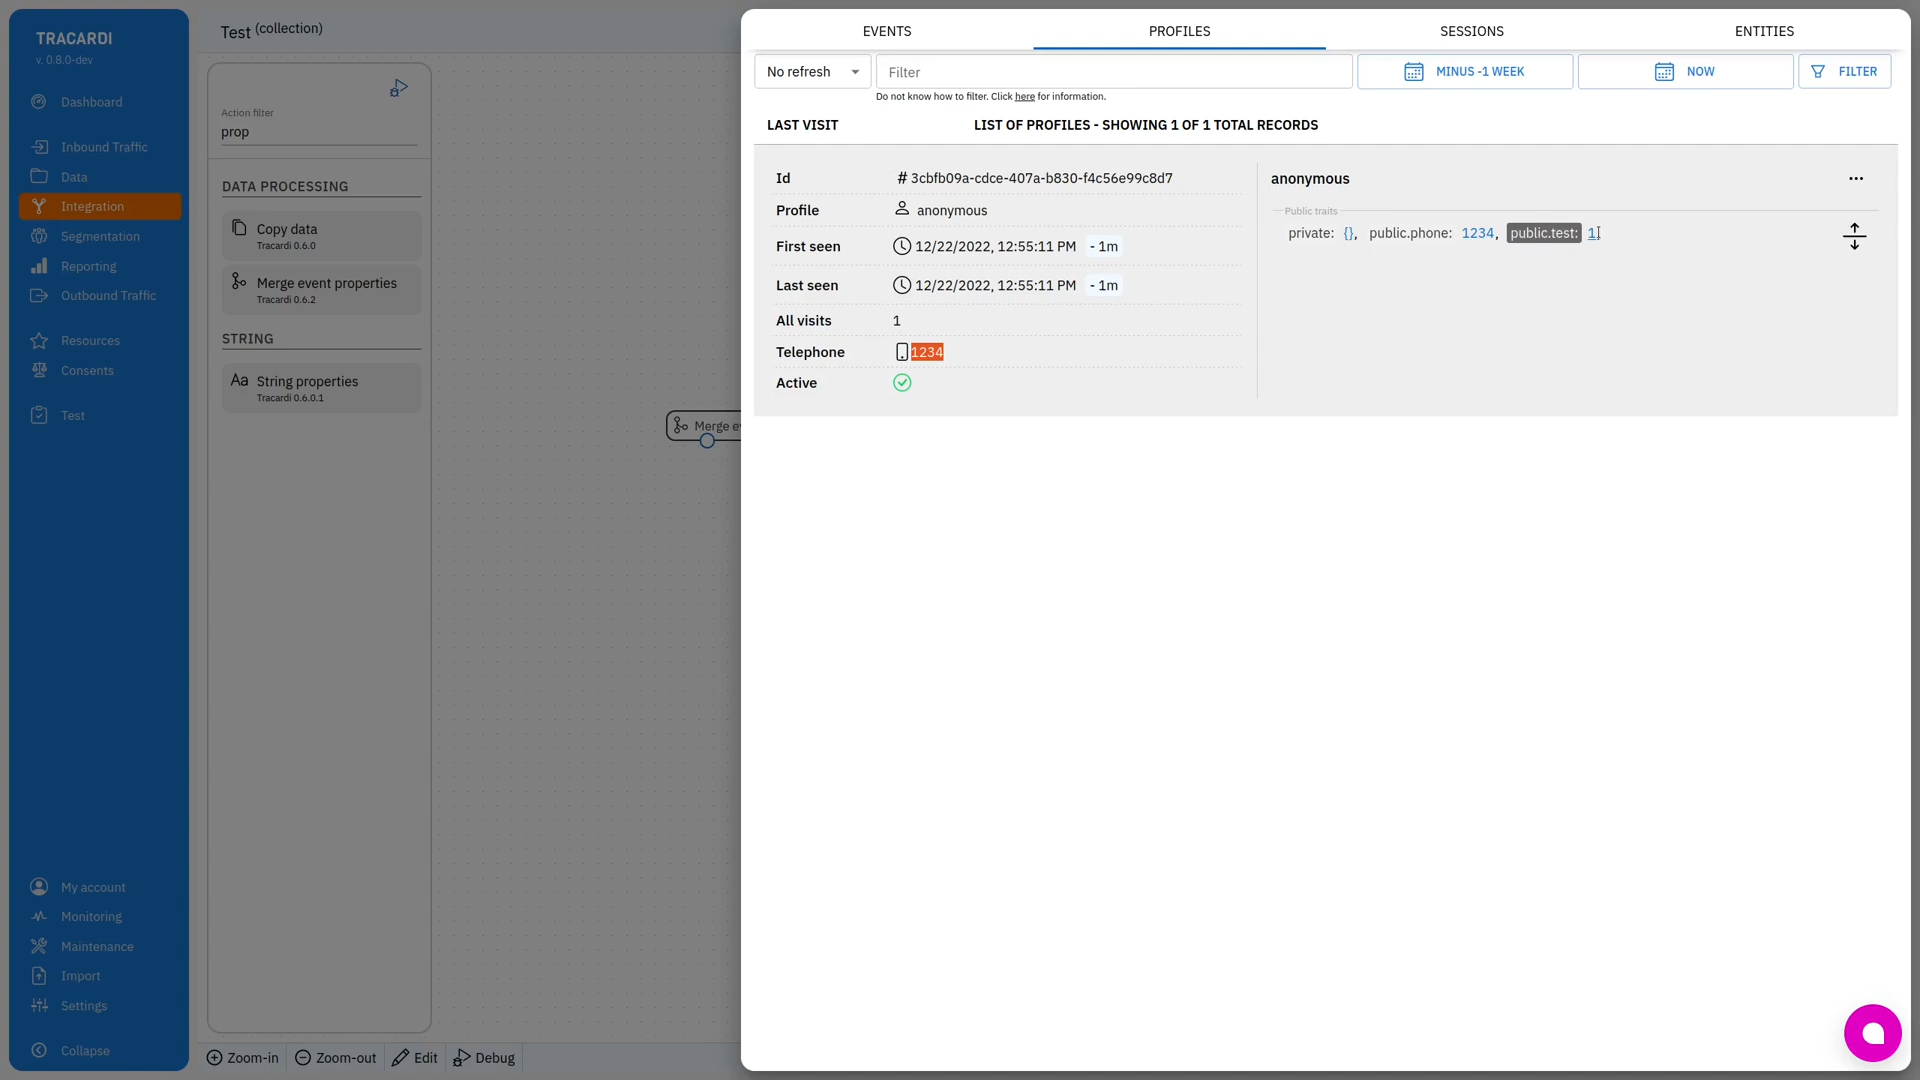 TRACARDI
v. 0.8.0-dev
Dashboard
Inbound Traffic
Data
Integration
Segmentation
Reporting
Outbound Traffic
Resources
Consents
Test
My account
Monitoring
Maintenance
Import
Settings
Collapse
Test (collection)
Action filter
prop
DATA PROCESSING
Copy data
Tracardi 0.6.0
Merge event properties
Tracardi 0.6.2
STRING
Aa String properties
Tracardi 0.6.0.1
Merge ev
Zoom-in Zoom-out Edit Debug
EVENTS PROFILES SESSIONS ENTITIES
No refresh Filter MINUS -1 WEEK NOW FILTER
Do not know how to filter. Click here for information.
LAST VISIT LIST OF PROFILES - SHOWING 1 OF 1 TOTAL RECORDS
Id # 3cbfb09a-cdce-407a-b830-f4c56e99c8d7
Profile anonymous
First seen 12/22/2022, 12:55:11 PM - 1m
Last seen 12/22/2022, 12:55:11 PM - 1m
All visits 1
Telephone 1234
Active
anonymous
Public traits
private: {}, public.phone: 1234, public.test: 1